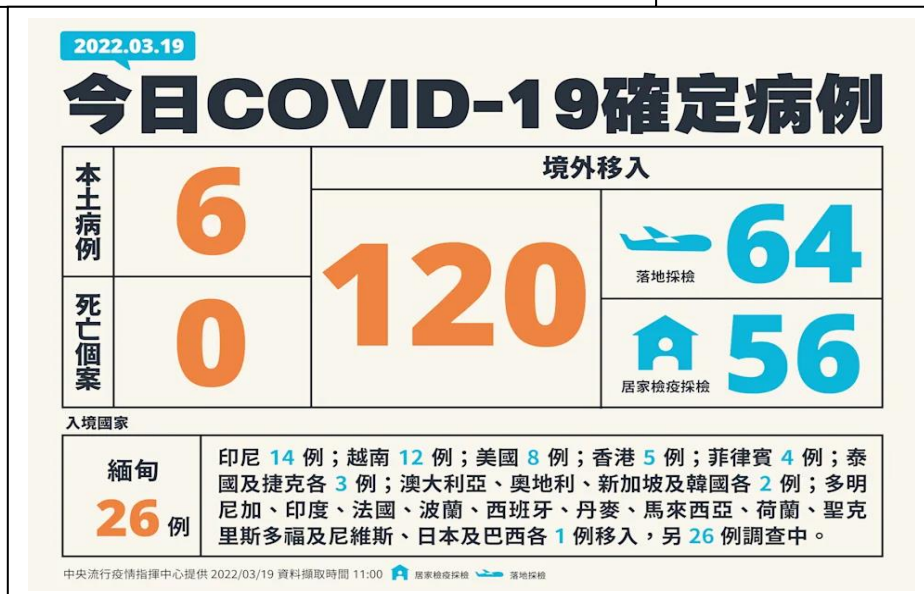 2022.03.19
今日COVID-19確定病例
本土病例
6
死亡個案
0
境外移入
120
落地採檢
64
居家檢疫採檢
56
入境國家
緬甸
26 例
印尼 14 例；越南 12 例；美國 8 例；香港 5 例；菲律賓 4 例；泰
國及捷克各 3 例；澳大利亞、奧地利、新加坡及韓國各 2 例；多明
尼加、印度、法國、波蘭、西班牙、丹麥、馬來西亞、荷蘭、聖克
里斯多福及尼維斯、日本及巴西各 1 例移入，另 26 例調查中。
中央流行疫情指揮中心提供 2022/03/19 資料擷取時間 11:00 居家檢疫採檢 落地採檢